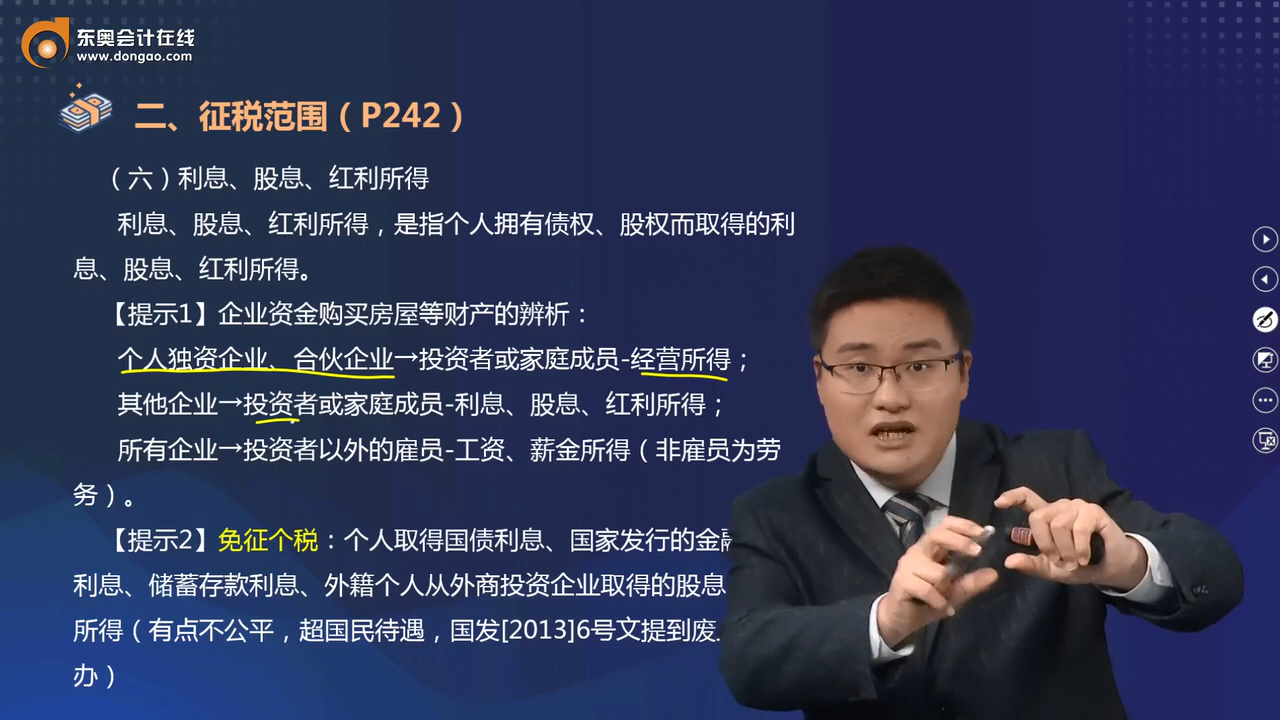 东奥会计在线
www.dongao.com
二、征税范围（P242）
（六）利息、股息、红利所得
利息、股息、红利所得，是指个人拥有债权、股权而取得的利
息、股息、红利所得。
【提示1】企业资金购买房屋等财产的辨析：
个人独资企业、合伙企业→投资者或家庭成员-经营所得；
其他企业→投资者或家庭成员-利息、股息、红利所得；
所有企业→投资者以外的雇员-工资、薪金所得（非雇员为劳
务）。
【提示2】免征个税：个人取得国债利息、国家发行的金
利息、储蓄存款利息、外籍个人从外商投资企业取得的股息
所得（有点不公平，超国民待遇，国发[2013]6号文提到废
办）